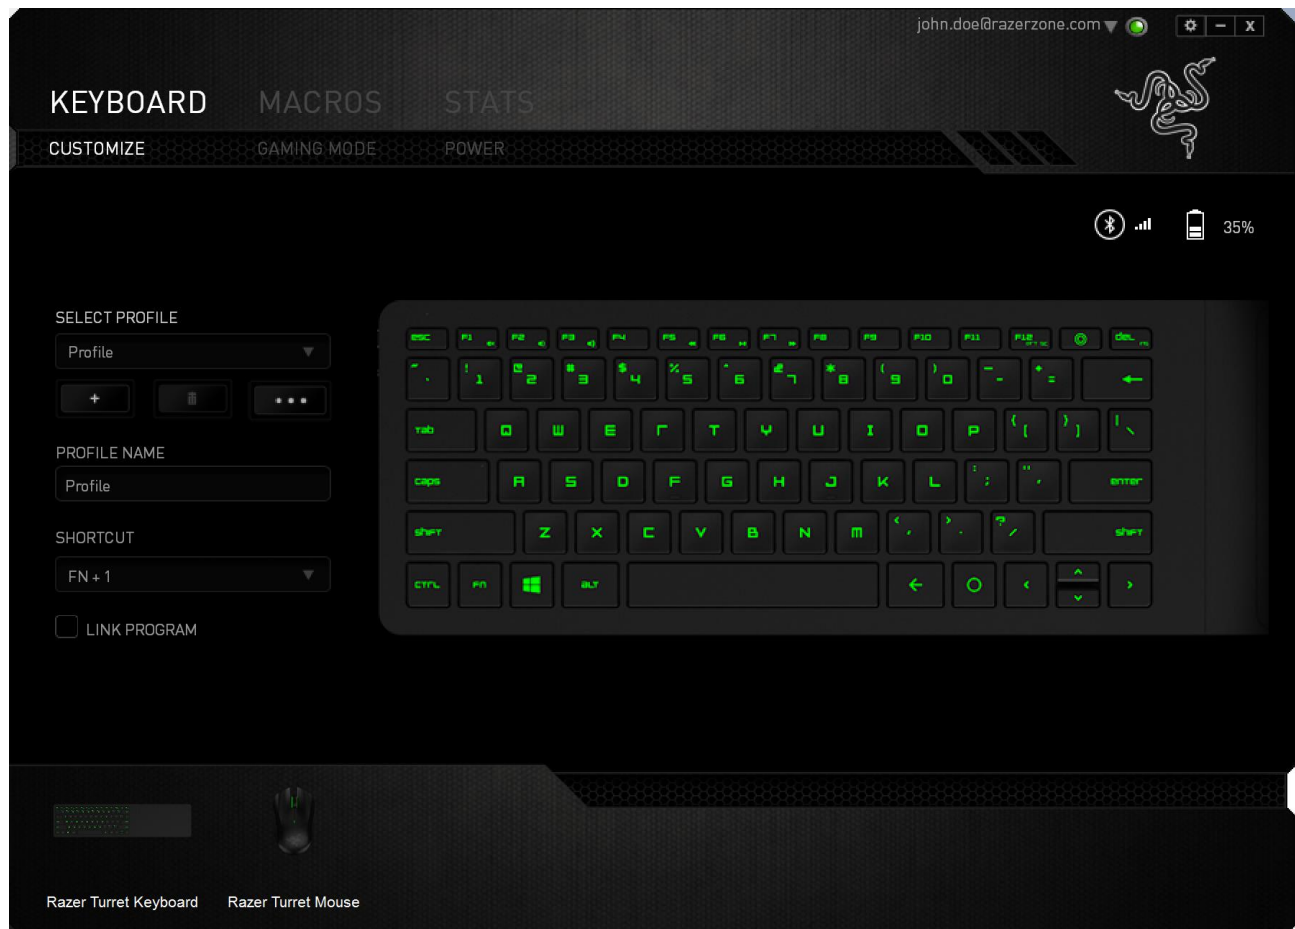 john.doe@razerzone.com
KEYBOARD MACROS STATS
CUSTOMIZE GAMING MODE POWER
35%
SELECT PROFILE
Profile
+
PROFILE NAME
Profile
SHORTCUT
FN + 1
LINK PROGRAM
esc F1 F2 F3 F4 F5 F6 F7 F8 F9 F10 F11 F12 del
~ ! 1 @ 2 # 3 $ 4 % 5 ^ 6 & 7 * 8 ( 9 ) 0 _ - + =
Tab Q W E R T Y U I O P { [ } ] | \
caps A S D F G H J K L : ; " ' enter
shift Z X C V B N M < , > . ? / shift
CTRL FN ALT
Razer Turret Keyboard Razer Turret Mouse